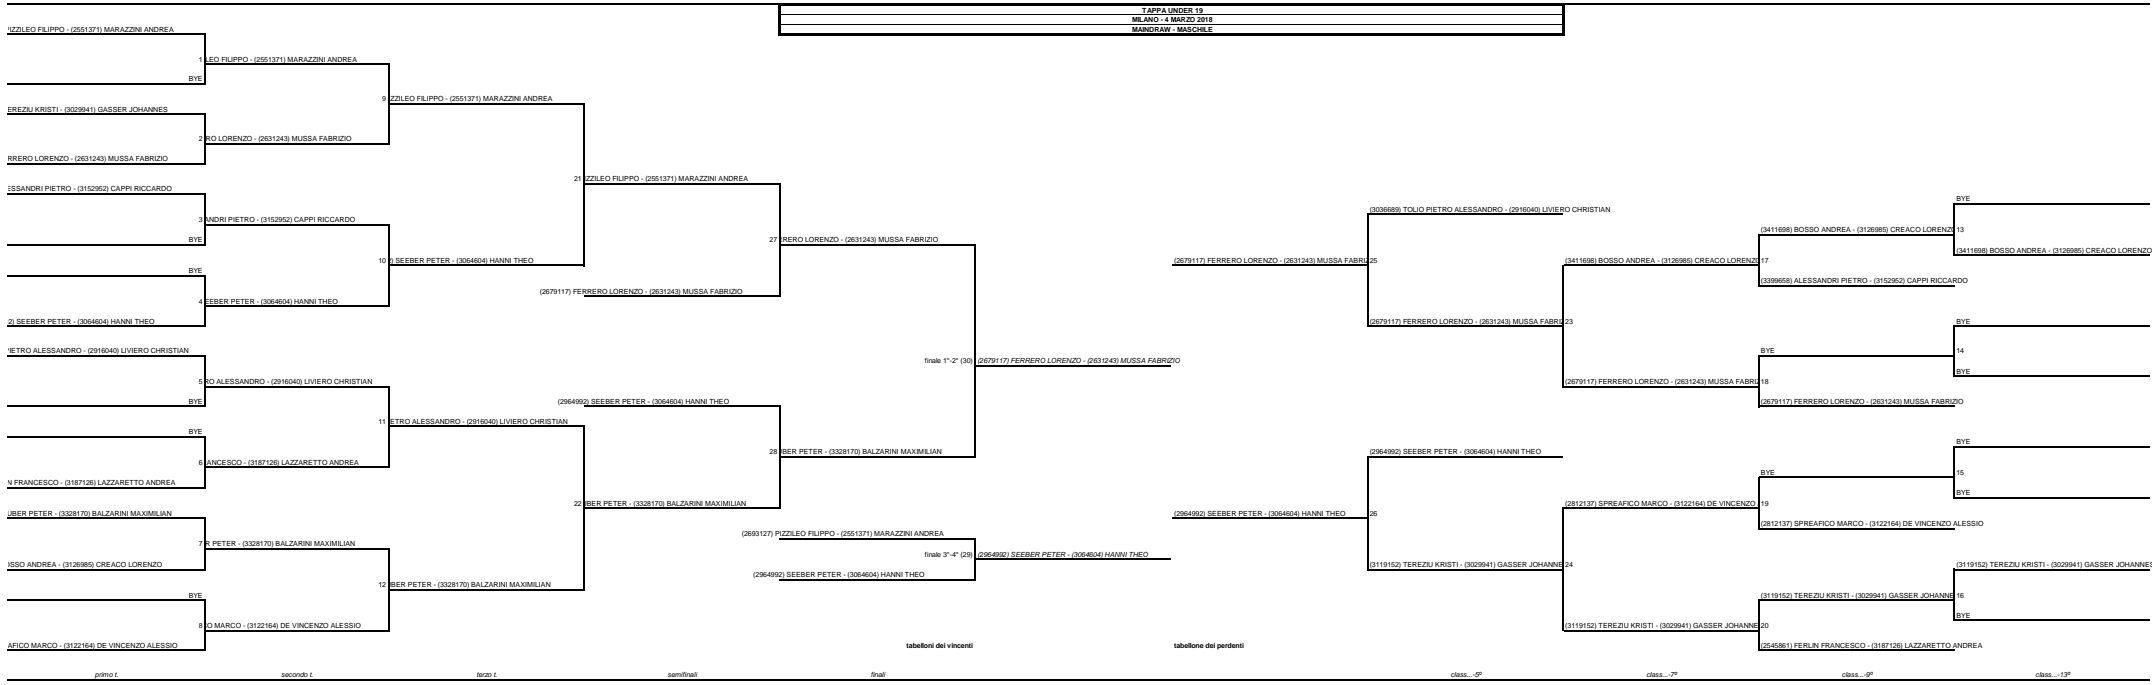 TAPPA UNDER 19
MILANO - 4 MARZO 2018
MAINDRAW - MASCHILE
PIZZILEO FILIPPO - (2551371) MARAZZINI ANDREA
1 LEO FILIPPO - (2551371) MARAZZINI ANDREA
BYE
9 ZZILEO FILIPPO - (2551371) MARAZZINI ANDREA
EREZIU KRISTI - (3029941) GASSER JOHANNES
2 RO LORENZO - (2631243) MUSSA FABRIZIO
RRERO LORENZO - (2631243) MUSSA FABRIZIO
21 ZZILEO FILIPPO - (2551371) MARAZZINI ANDREA
ESSANDRI PIETRO - (3152952) CAPPI RICCARDO
3 ANDRI PIETRO - (3152952) CAPPI RICCARDO
BYE
27 RRERO LORENZO - (2631243) MUSSA FABRIZIO
10 ) SEEBER PETER - (3064604) HANNI THEO
BYE
(2679117) FERRERO LORENZO - (2631243) MUSSA FABRIZIO
4 EEBER PETER - (3064604) HANNI THEO
2) SEEBER PETER - (3064604) HANNI THEO
IETRO ALESSANDRO - (2916040) LIVIERO CHRISTIAN
finale 1°-2° (30) (2679117) FERRERO LORENZO - (2631243) MUSSA FABRIZIO
5 RO ALESSANDRO - (2916040) LIVIERO CHRISTIAN
BYE
(2964992) SEEBER PETER - (3064604) HANNI THEO
11 ETRO ALESSANDRO - (2916040) LIVIERO CHRISTIAN
BYE
28 BER PETER - (3328170) BALZARINI MAXIMILIAN
6 ANCESCO - (3187126) LAZZARETTO ANDREA
N FRANCESCO - (3187126) LAZZARETTO ANDREA
22 BER PETER - (3328170) BALZARINI MAXIMILIAN
UBER PETER - (3328170) BALZARINI MAXIMILIAN
(2693127) PIZZILEO FILIPPO - (2551371) MARAZZINI ANDREA
7 R PETER - (3328170) BALZARINI MAXIMILIAN
finale 3°-4° (29) (2964992) SEEBER PETER - (3064604) HANNI THEO
OSSO ANDREA - (3126985) CREACO LORENZO
(2964992) SEEBER PETER - (3064604) HANNI THEO
12 BER PETER - (3328170) BALZARINI MAXIMILIAN
BYE
8 O MARCO - (3122164) DE VINCENZO ALESSIO
AFICO MARCO - (3122164) DE VINCENZO ALESSIO
tabelloni dei vincenti
tabellone dei perdenti
BYE
(3036689) TOLIO PIETRO ALESSANDRO - (2916040) LIVIERO CHRISTIAN
(3411698) BOSSO ANDREA - (3126985) CREACO LORENZO 13
(3411698) BOSSO ANDREA - (3126985) CREACO LORENZO
(2679117) FERRERO LORENZO - (2631243) MUSSA FABRIZ 25
(3411698) BOSSO ANDREA - (3126985) CREACO LORENZO 17
(3399658) ALESSANDRI PIETRO - (3152952) CAPPI RICCARDO
(2679117) FERRERO LORENZO - (2631243) MUSSA FABRIZ 23
BYE
BYE
14
BYE
(2679117) FERRERO LORENZO - (2631243) MUSSA FABRIZ 18
(2679117) FERRERO LORENZO - (2631243) MUSSA FABRIZIO
BYE
(2964992) SEEBER PETER - (3064604) HANNI THEO
BYE
15
BYE
(2812137) SPREAFICO MARCO - (3122164) DE VINCENZO 19
(2964992) SEEBER PETER - (3064604) HANNI THEO 26
(2812137) SPREAFICO MARCO - (3122164) DE VINCENZO ALESSIO
(3119152) TEREZIU KRISTI - (3029941) GASSER JOHANNE 24
(3119152) TEREZIU KRISTI - (3029941) GASSER JOHANNES
(3119152) TEREZIU KRISTI - (3029941) GASSER JOHANNE 16
BYE
(3119152) TEREZIU KRISTI - (3029941) GASSER JOHANNE 20
(2545861) FERLIN FRANCESCO - (3187126) LAZZARETTO ANDREA
primo t. secondo t. terzo t. semifinali finali class...-5º class...-7º class...-9º class...-13º